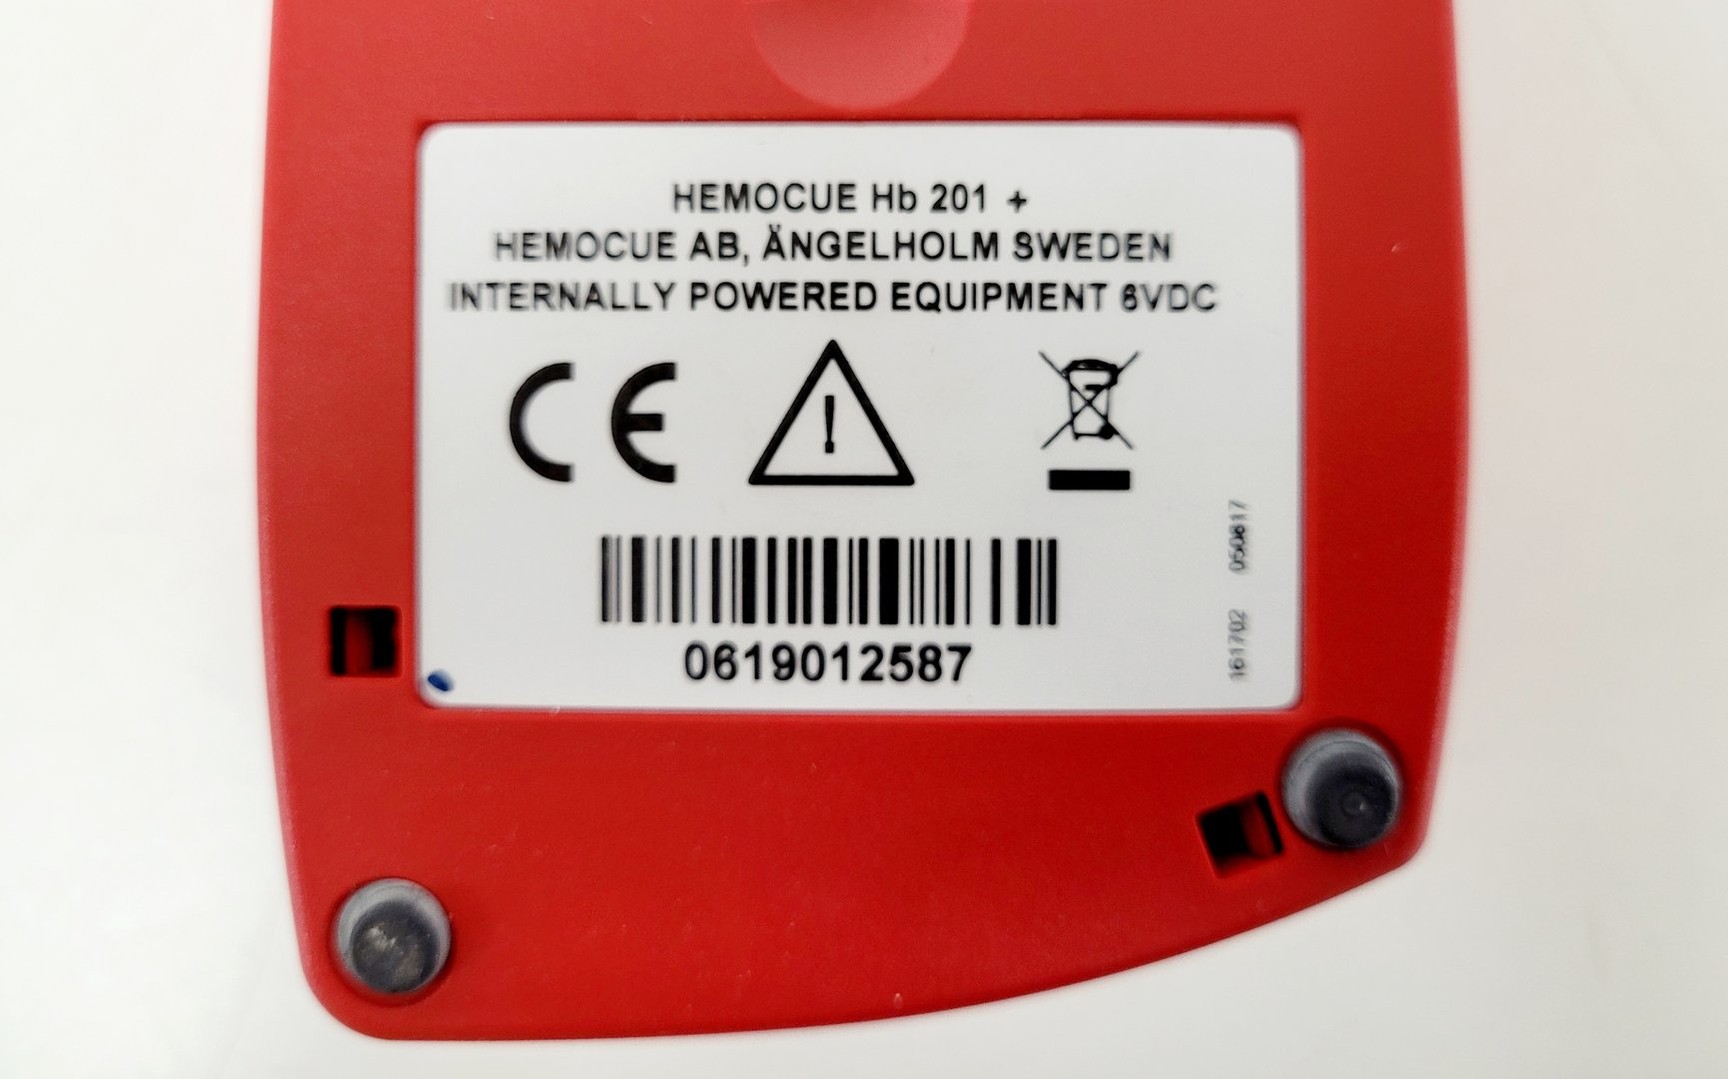 HEMOCUE Hb 201 +
HEMOCUE AB, ÄNGELHOLM SWEDEN
INTERNALLY POWERED EQUIPMENT 6VDC
CE
0619012587
161702 050817